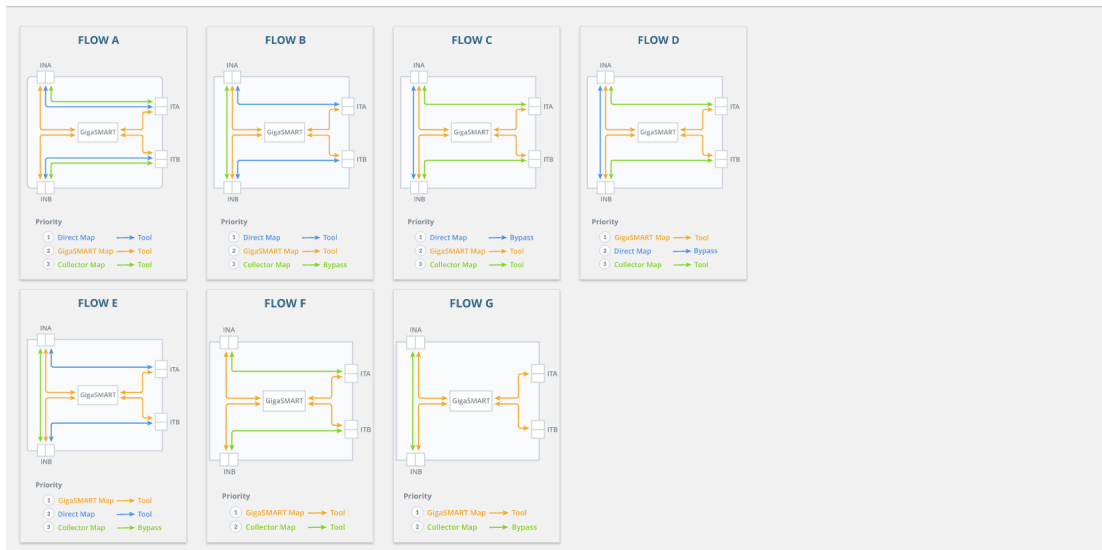 FLOW A
INA
ITA
GigaSMART
ITB
INB
Priority
1 Direct Map Tool
2 GigaSMART Map Tool
3 Collector Map Tool
FLOW B
INA
ITA
GigaSMART
ITB
INB
Priority
1 Direct Map Tool
2 GigaSMART Map Tool
3 Collector Map Bypass
FLOW C
INA
ITA
GigaSMART
ITB
INB
Priority
1 Direct Map Bypass
2 GigaSMART Map Tool
3 Collector Map Tool
FLOW D
INA
ITA
GigaSMART
ITB
INB
Priority
1 GigaSMART Map Tool
2 Direct Map Bypass
3 Collector Map Tool
FLOW E
INA
ITA
GigaSMART
ITB
INB
Priority
1 GigaSMART Map Tool
2 Direct Map Tool
3 Collector Map Bypass
FLOW F
INA
ITA
GigaSMART
ITB
INB
Priority
1 GigaSMART Map Tool
2 Collector Map Tool
FLOW G
INA
ITA
GigaSMART
ITB
INB
Priority
1 GigaSMART Map Tool
2 Collector Map Bypass